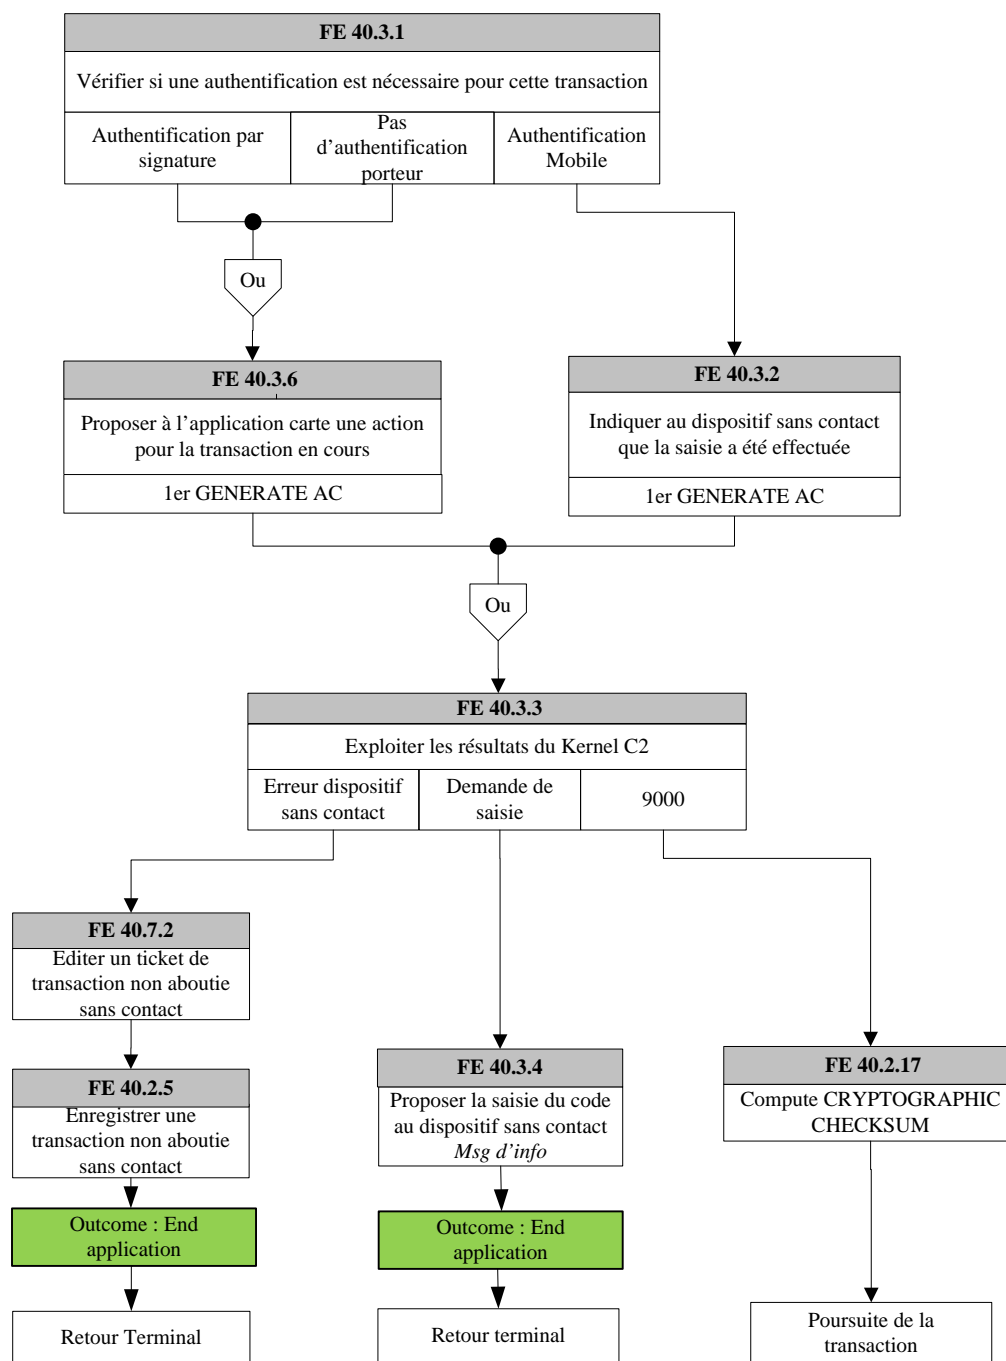 FE 40.3.1
Vérifier si une authentification est nécessaire pour cette transaction
Authentification par
signature
Pas
d’authentification
porteur
Authentification
Mobile
Ou
FE 40.3.6
Proposer à l’application carte une action
pour la transaction en cours
1er GENERATE AC
FE 40.3.2
Indiquer au dispositif sans contact
que la saisie a été effectuée
1er GENERATE AC
Ou
FE 40.3.3
Exploiter les résultats du Kernel C2
Erreur dispositif
sans contact
Demande de
saisie
9000
FE 40.7.2
Editer un ticket de
transaction non aboutie
sans contact
FE 40.2.5
Enregistrer une
transaction non aboutie
sans contact
Outcome : End
application
Retour Terminal
FE 40.3.4
Proposer la saisie du code
au dispositif sans contact
Msg d’info
Outcome : End
application
Retour terminal
FE 40.2.17
Compute CRYPTOGRAPHIC
CHECKSUM
Poursuite de la
transaction